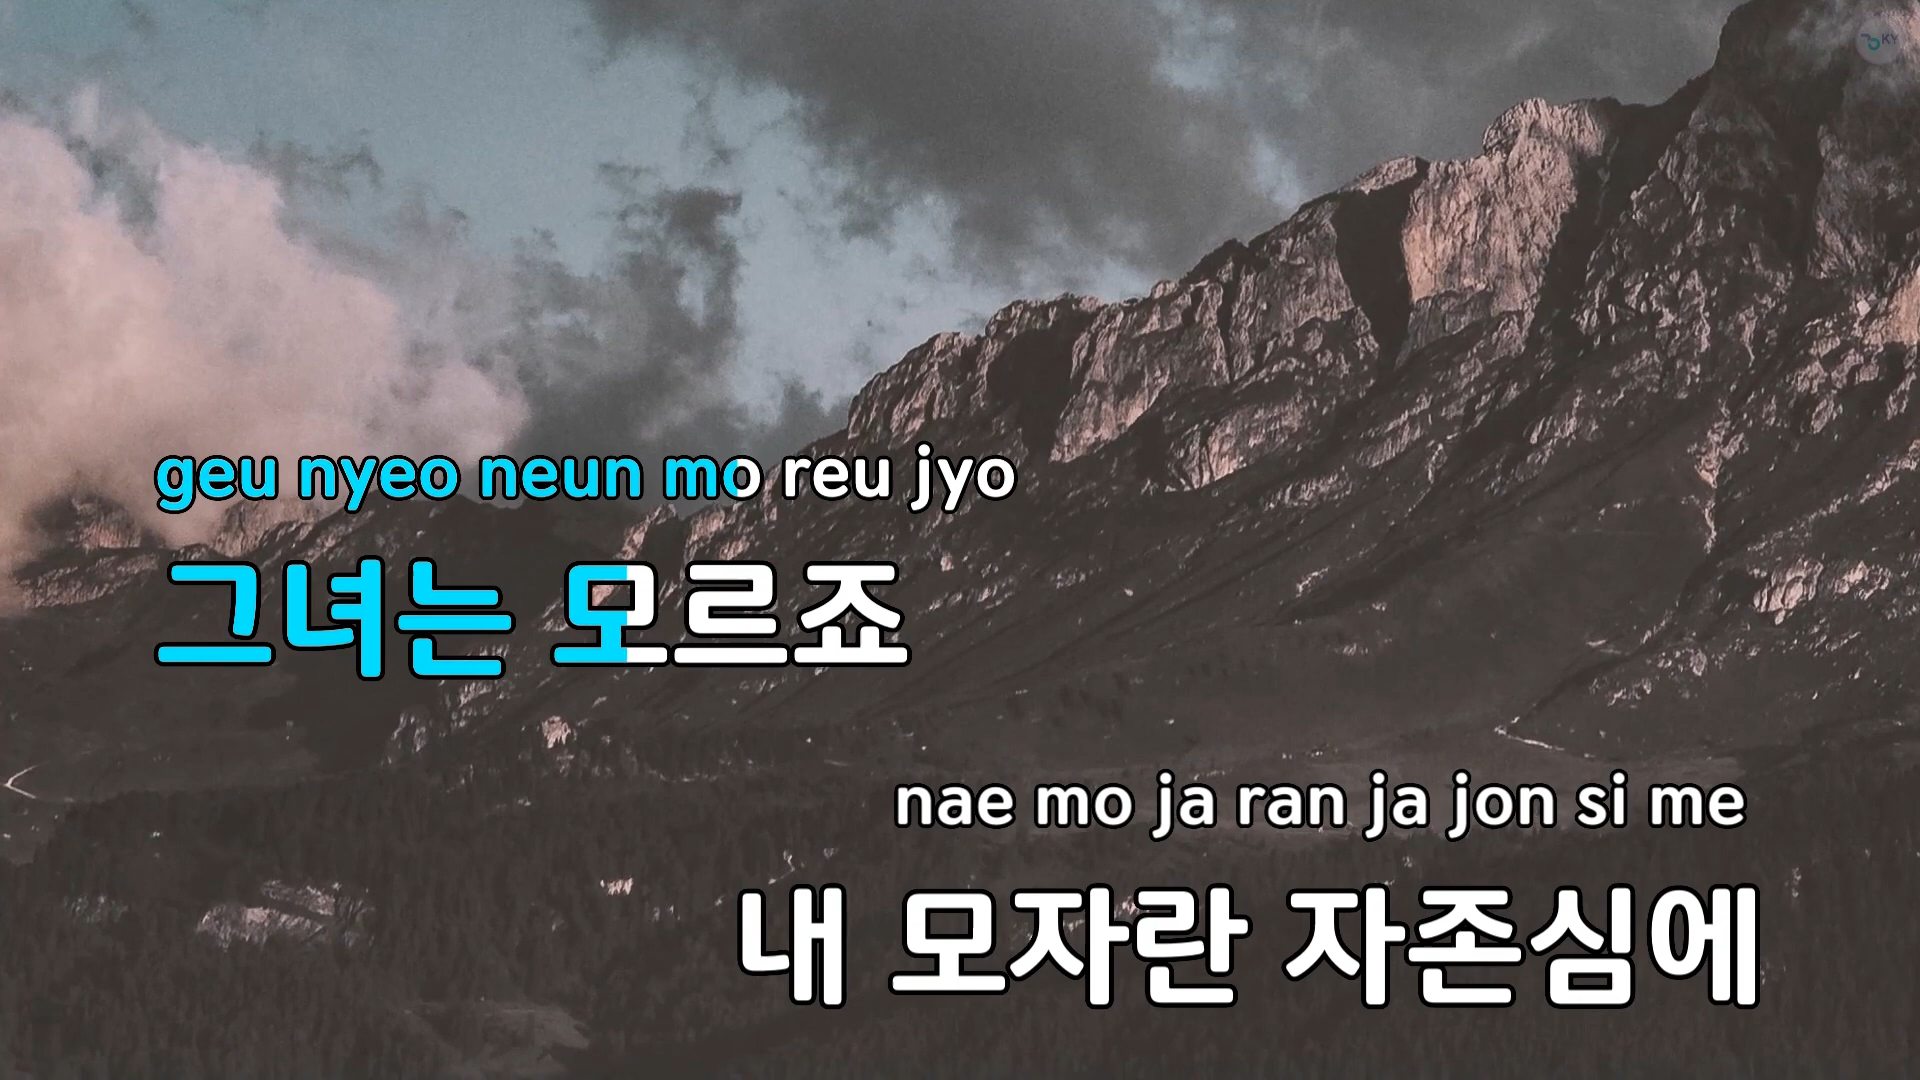 KY
geu nyeo neun mo reu jyo
그녀는 모르죠
nae mo ja ran ja jon si me
내 모자란 자존심에